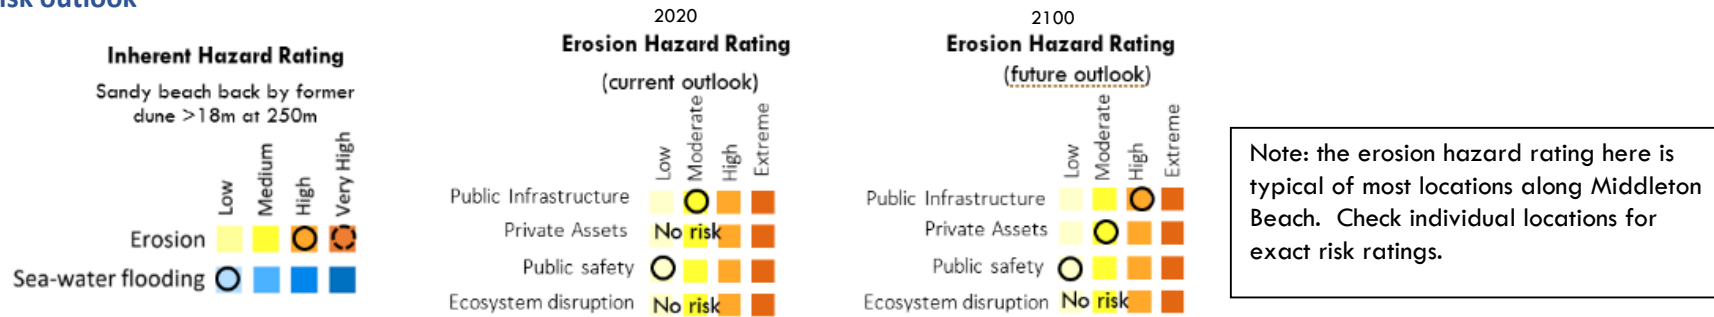 risk outlook
Inherent Hazard Rating
Sandy beach back by former
dune >18m at 250m
Low
Medium
High
Very High
Erosion
Sea-water flooding
2020
Erosion Hazard Rating
(current outlook)
Low
Moderate
High
Extreme
Public Infrastructure
Private Assets No risk
Public safety
Ecosystem disruption No risk
2100
Erosion Hazard Rating
(future outlook)
Low
Moderate
High
Extreme
Public Infrastructure
Private Assets
Public safety
Ecosystem disruption No risk
Note: the erosion hazard rating here is
typical of most locations along Middleton
Beach. Check individual locations for
exact risk ratings.